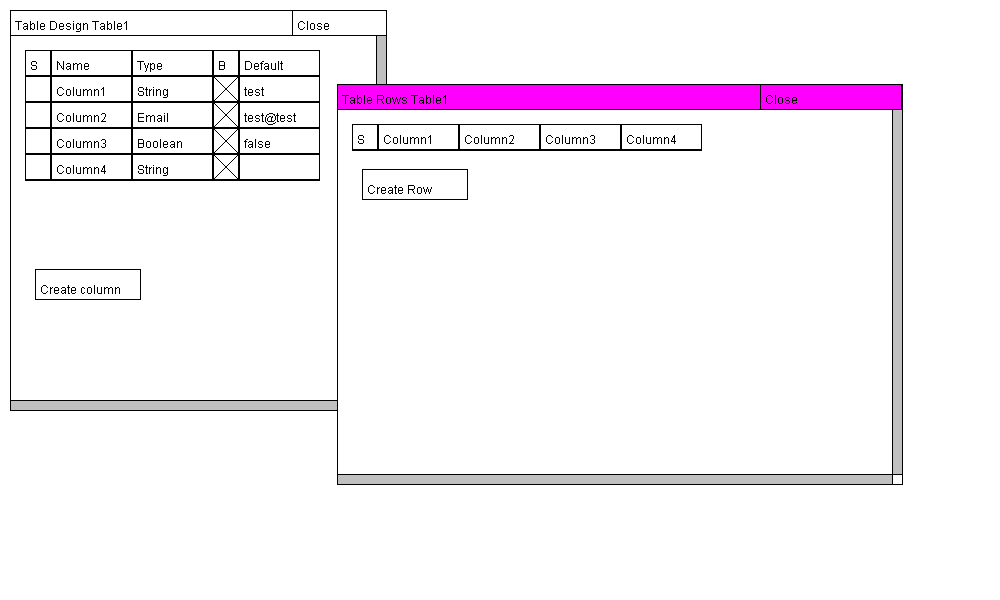 Table Design Table1 Close
S Name Type B Default
Column1 String test
Column2 Email test@test
Column3 Boolean false
Column4 String
Create column
Table Rows Table1 Close
S Column1 Column2 Column3 Column4
Create Row